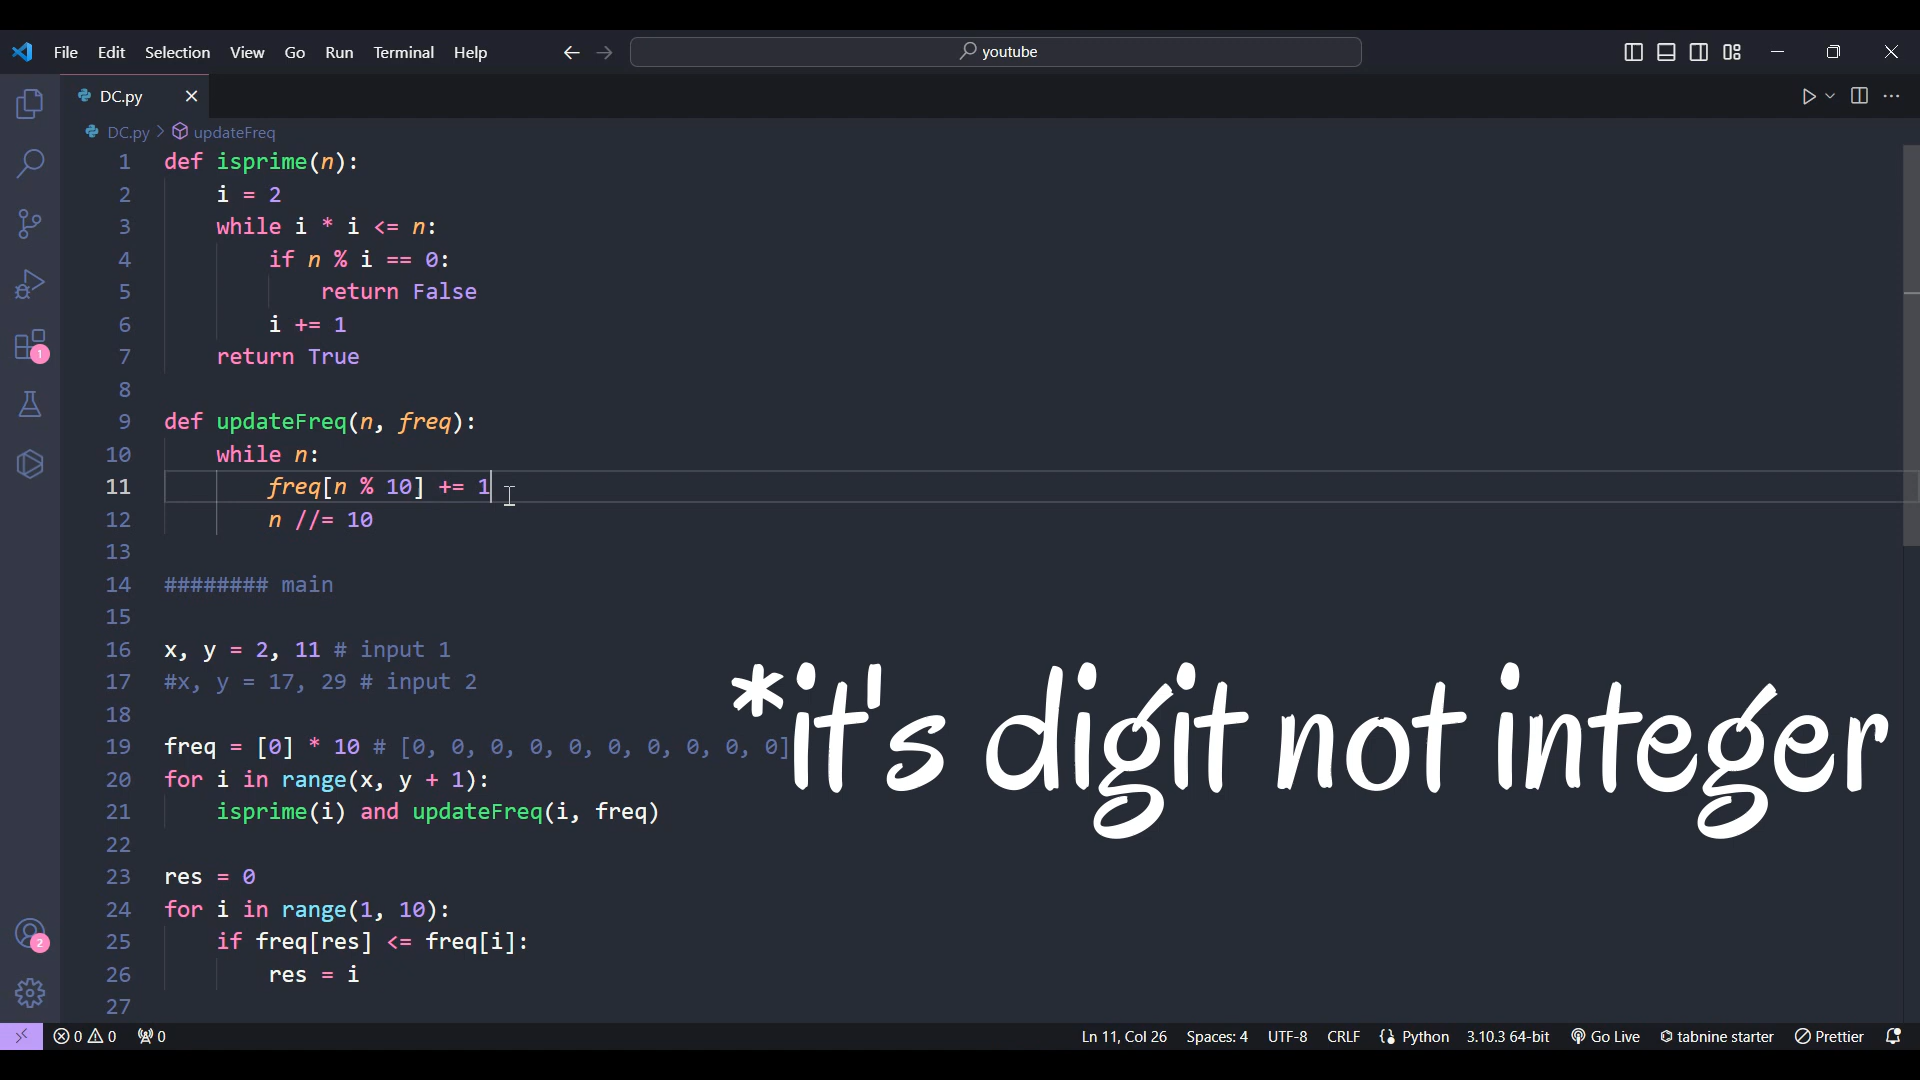 File Edit Selection View Go Run Terminal Help youtube
DC.py
DC.py > updateFreq
1 def isprime(n):
2 i = 2
3 while i * i <= n:
4 if n % i == 0:
5 return False
6 i += 1
7 return True
8
9 def updateFreq(n, freq):
10 while n:
11 freq[n % 10] += 1
12 n //= 10
13
14 ######## main
15
16 x, y = 2, 11 # input 1
17 #x, y = 17, 29 # input 2
18
19 freq = [0] * 10 # [0, 0, 0, 0, 0, 0, 0, 0, 0, 0]
20 for i in range(x, y + 1):
21 isprime(i) and updateFreq(i, freq)
22
23 res = 0
24 for i in range(1, 10):
25 if freq[res] <= freq[i]:
26 res = i
27
*it's digit not integer
1
2
0 0 0 Ln 11, Col 26 Spaces: 4 UTF-8 CRLF Python 3.10.3 64-bit Go Live tabnine starter Prettier